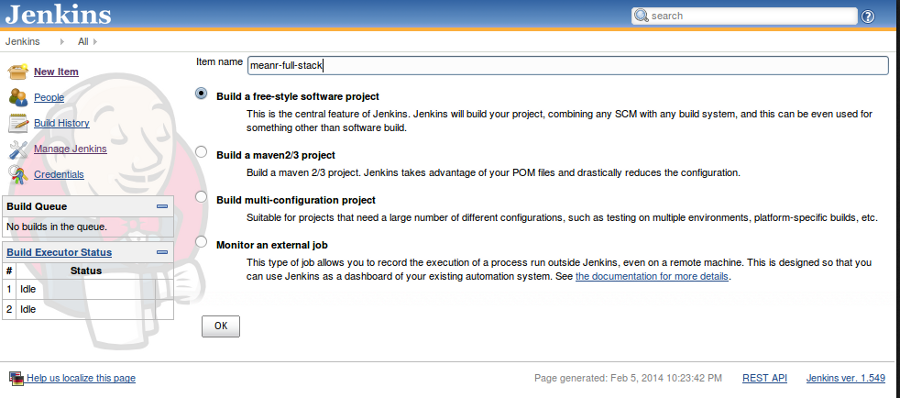 Jenkins
search
Jenkins
All
Item name
meanr-full-stack
New Item
People
Build History
Manage Jenkins
Credentials
Build Queue
No builds in the queue.
Build Executor Status
# Status
1 Idle
2 Idle
Build a free-style software project
This is the central feature of Jenkins. Jenkins will build your project, combining any SCM with any build system, and this can be even used for
something other than software build.
Build a maven2/3 project
Build a maven 2/3 project. Jenkins takes advantage of your POM files and drastically reduces the configuration.
Build multi-configuration project
Suitable for projects that need a large number of different configurations, such as testing on multiple environments, platform-specific builds, etc.
Monitor an external job
This type of job allows you to record the execution of a process run outside Jenkins, even on a remote machine. This is designed so that you
can use Jenkins as a dashboard of your existing automation system. See the documentation for more details.
OK
Help us localize this page
Page generated: Feb 5, 2014 10:23:42 PM
REST API
Jenkins ver. 1.549